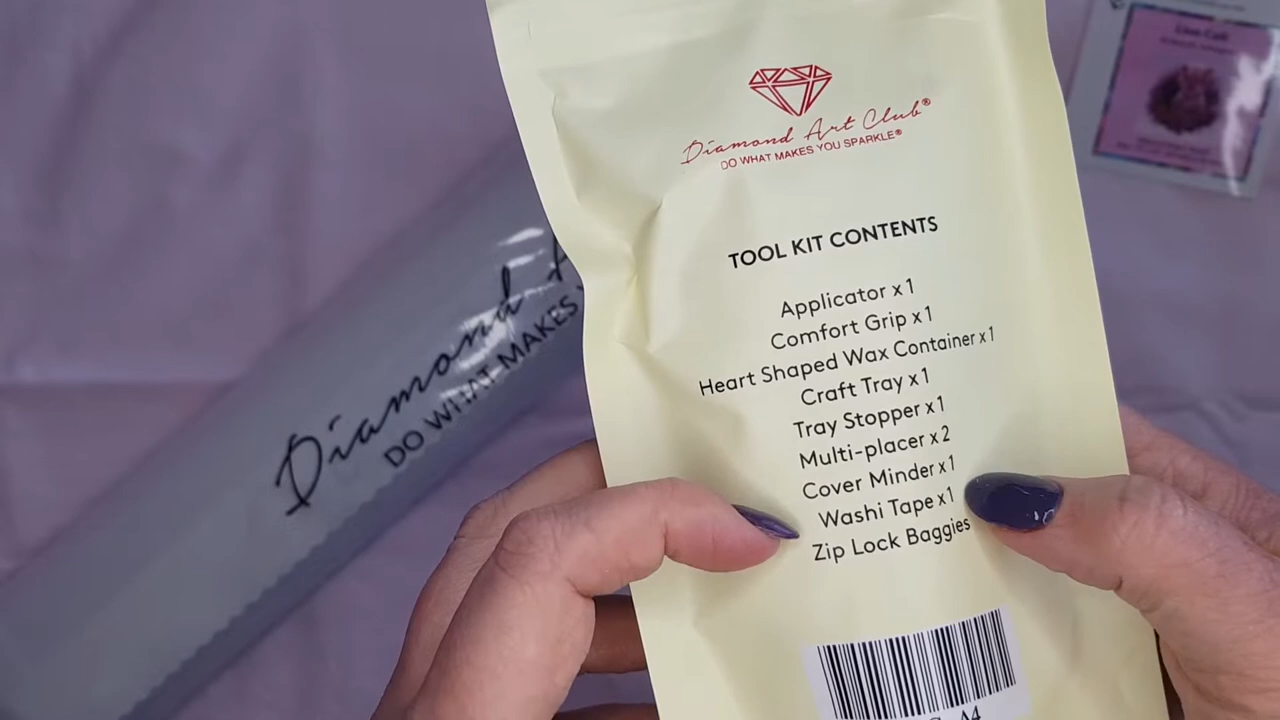 Diamond Art Club®
DO WHAT MAKES YOU SPARKLE®
TOOL KIT CONTENTS
Applicator x 1
Comfort Grip x 1
Heart Shaped Wax Container x 1
Craft Tray x 1
Tray Stopper x 1
Multi-placer x 2
Cover Minder x 1
Washi Tape x 1
Zip Lock Baggies
Diamond A
DO WHAT MAKES